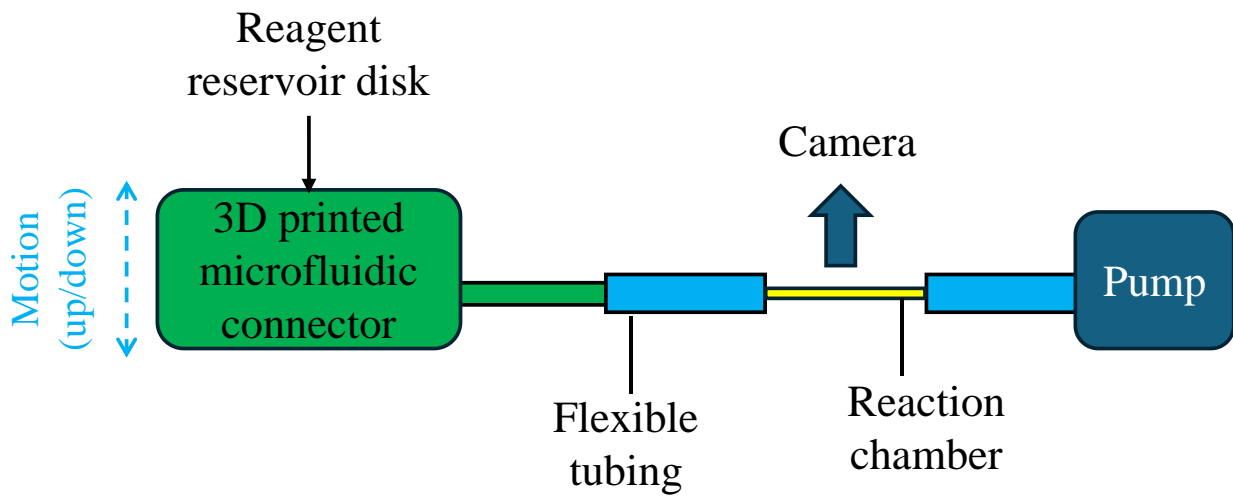 Reagent
reservoir disk
Camera
Motion
(up/down)
3D printed
microfluidic
connector
Pump
Flexible
tubing
Reaction
chamber